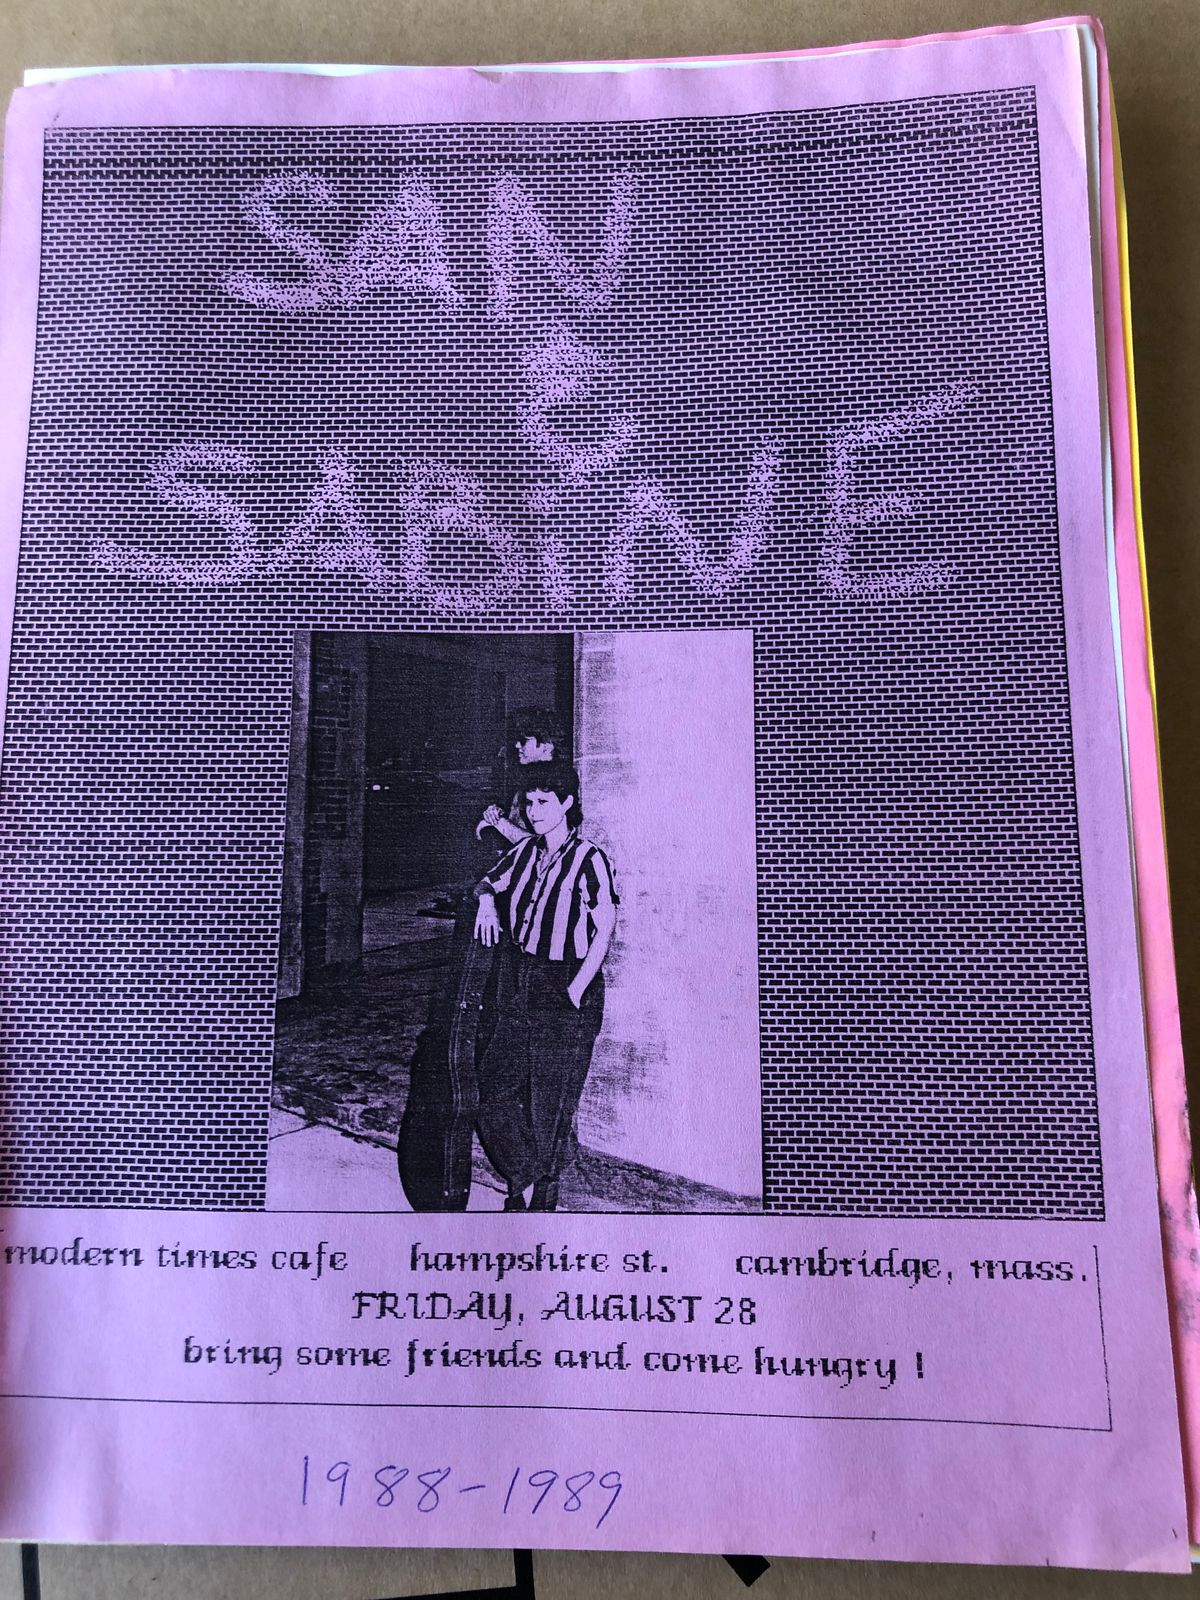 SAN
&
SABINE
modern times cafe hampshire st. cambridge, mass.
FRIDAY, AUGUST 28
bring some friends and come hungry !
1988-1989